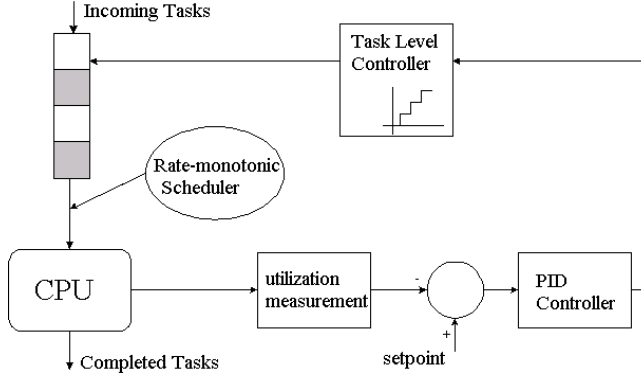 Incoming Tasks
Task Level
Controller
Rate-monotonic
Scheduler
CPU
utilization
measurement
-
+
setpoint
PID
Controller
Completed Tasks